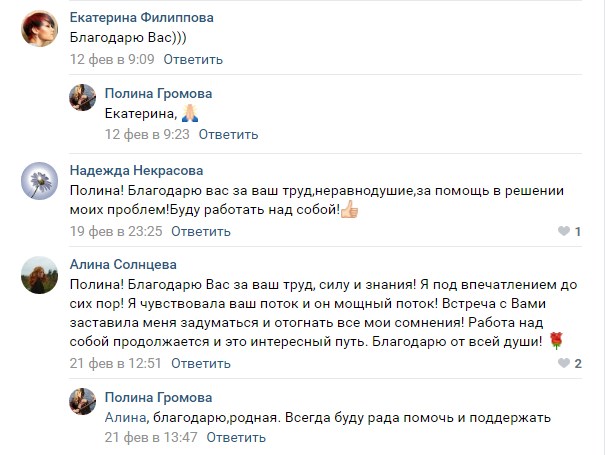 Екатерина Филиппова
Благодарю Вас)))
12 фев в 9:09 Ответить
Полина Громова
Екатерина, 🙏🏻
12 фев в 9:23 Ответить
Надежда Некрасова
Полина! Благодарю вас за ваш труд,неравнодушие,за помощь в решении
моих проблем!Буду работать над собой!👍🏻
19 фев в 23:25 Ответить 1
Алина Солнцева
Полина! Благодарю Вас за ваш труд, силу и знания! Я под впечатлением до
сих пор! Я чувствовала ваш поток и он мощный поток! Встреча с Вами
заставила меня задуматься и отогнать все мои сомнения! Работа над
собой продолжается и это интересный путь. Благодарю от всей души! 🌹
21 фев в 12:51 Ответить 2
Полина Громова
Алина, благодарю,родная. Всегда буду рада помочь и поддержать
21 фев в 13:47 Ответить